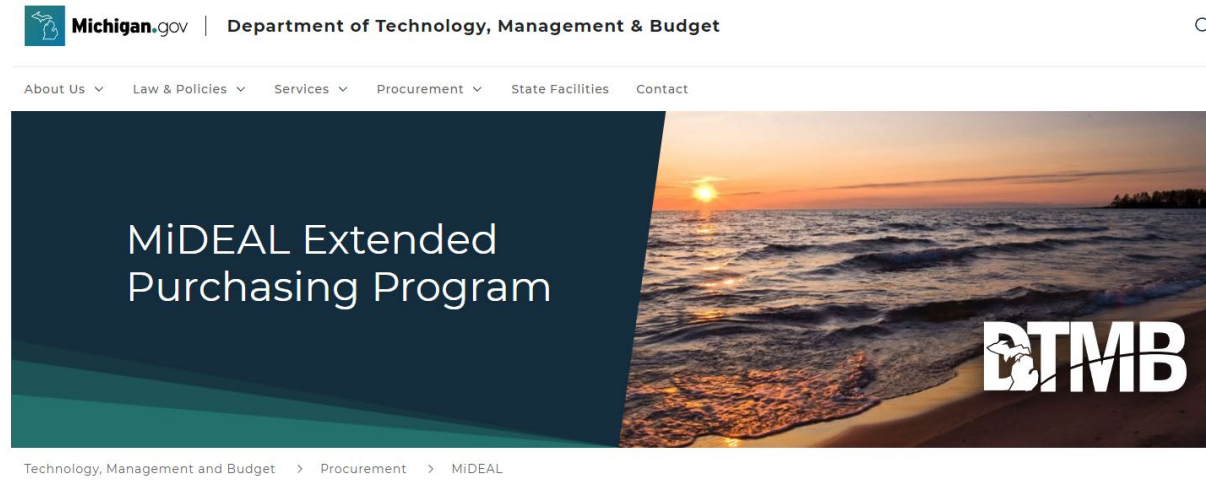 Michigan.gov | Department of Technology, Management & Budget
About Us Law & Policies Services Procurement State Facilities Contact
MiDEAL Extended
Purchasing Program
DTMB
Technology, Management and Budget > Procurement > MiDEAL